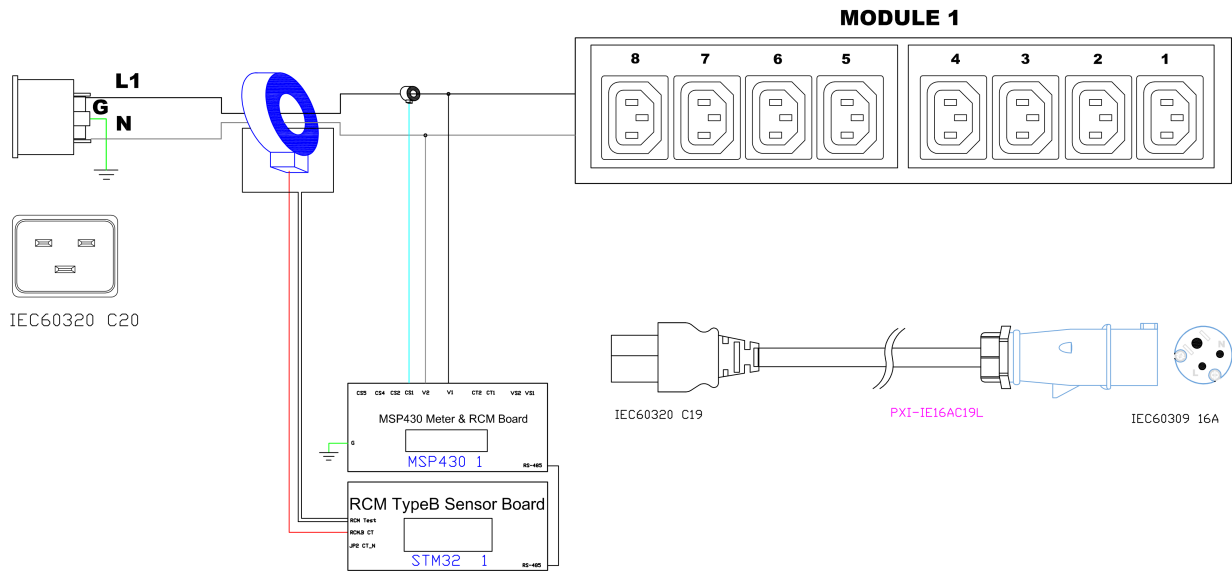 MODULE 1
8 7 6 5 4 3 2 1
L1
G
N
IEC60320 C20
IEC60320 C19
PXI-IE16AC19L
IEC60309 16A
N
L
CS5 CS4 CS2 CS1 V2 V1 CT2 CT1 VS2 VS1
MSP430 Meter & RCM Board
G
MSP430 1
RS-485
RCM TypeB Sensor Board
RCM Test
RCMB CT
JP2 CT_N
STM32 1
RS-485